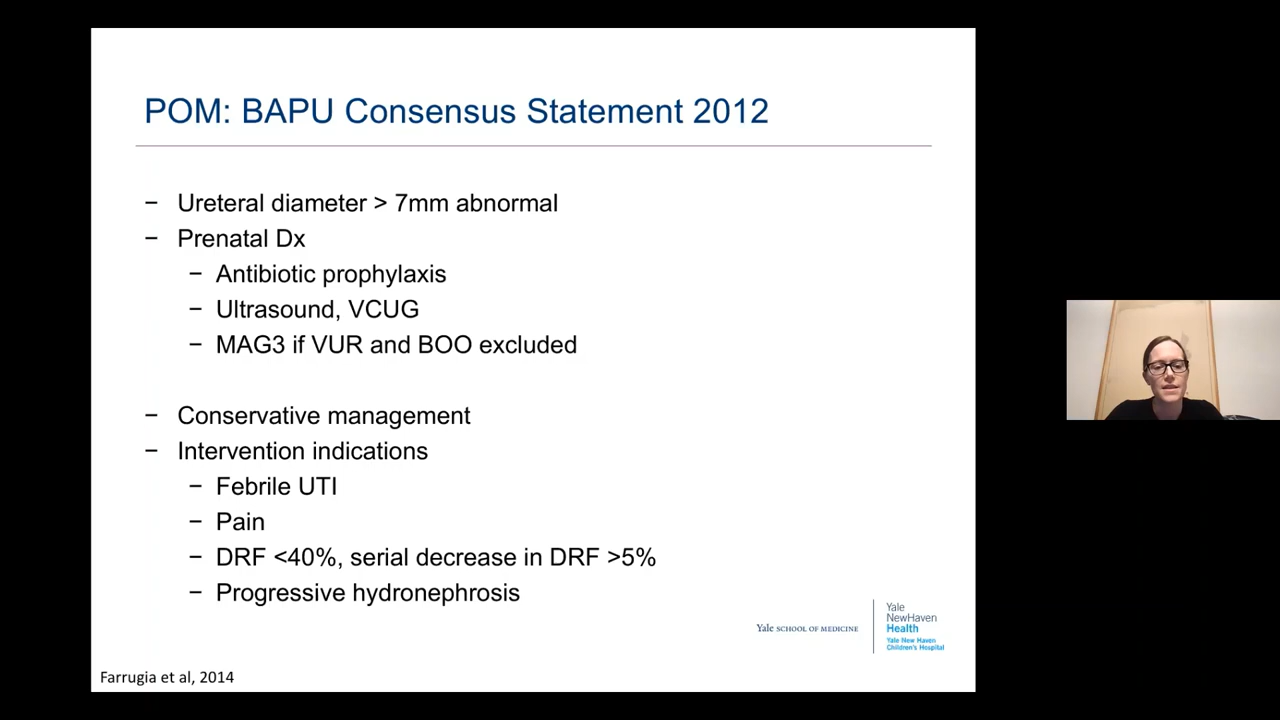 POM: BAPU Consensus Statement 2012
− Ureteral diameter > 7mm abnormal
− Prenatal Dx
− Antibiotic prophylaxis
− Ultrasound, VCUG
− MAG3 if VUR and BOO excluded
− Conservative management
− Intervention indications
− Febrile UTI
− Pain
− DRF <40%, serial decrease in DRF >5%
− Progressive hydronephrosis
Yale SCHOOL OF MEDICINE
Yale
NewHaven
Health
Yale New Haven
Children's Hospital
Farrugia et al, 2014